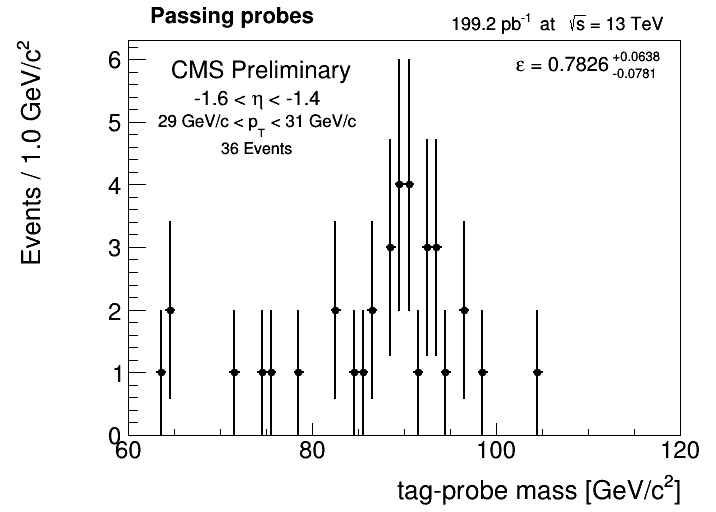 Passing probes
199.2 pb⁻¹ at √s = 13 TeV
CMS Preliminary
-1.6 < η < -1.4
29 GeV/c < p_T < 31 GeV/c
36 Events
ε = 0.7826 +0.0638 -0.0781
Events / 1.0 GeV/c²
6
5
4
3
2
1
0
60 80 100 120
tag-probe mass [GeV/c²]